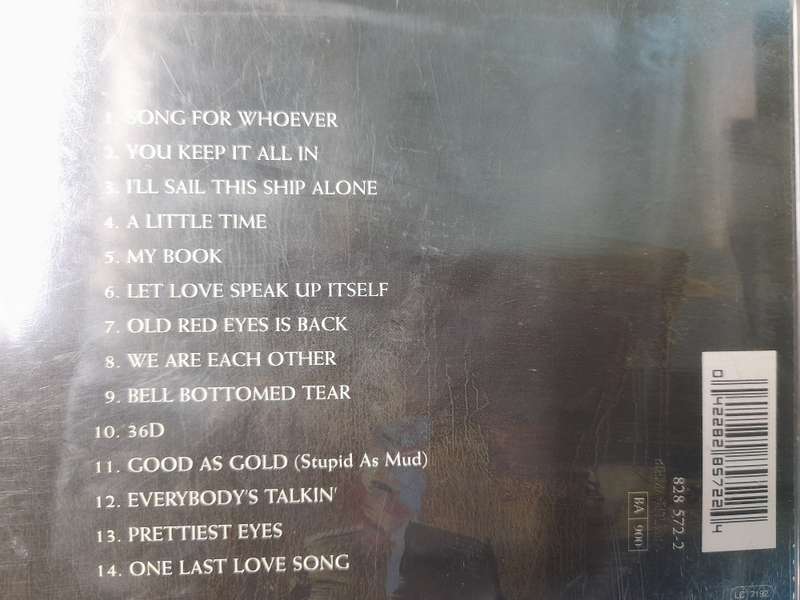 1. SONG FOR WHOEVER
2. YOU KEEP IT ALL IN
3. I'LL SAIL THIS SHIP ALONE
4. A LITTLE TIME
5. MY BOOK
6. LET LOVE SPEAK UP ITSELF
7. OLD RED EYES IS BACK
8. WE ARE EACH OTHER
9. BELL BOTTOMED TEAR
10. 36D
11. GOOD AS GOLD (Stupid As Mud)
12. EVERYBODY'S TALKIN'
13. PRETTIEST EYES
14. ONE LAST LOVE SONG
0 42282 85722 4
828 572-2
BA 900
LC 7192